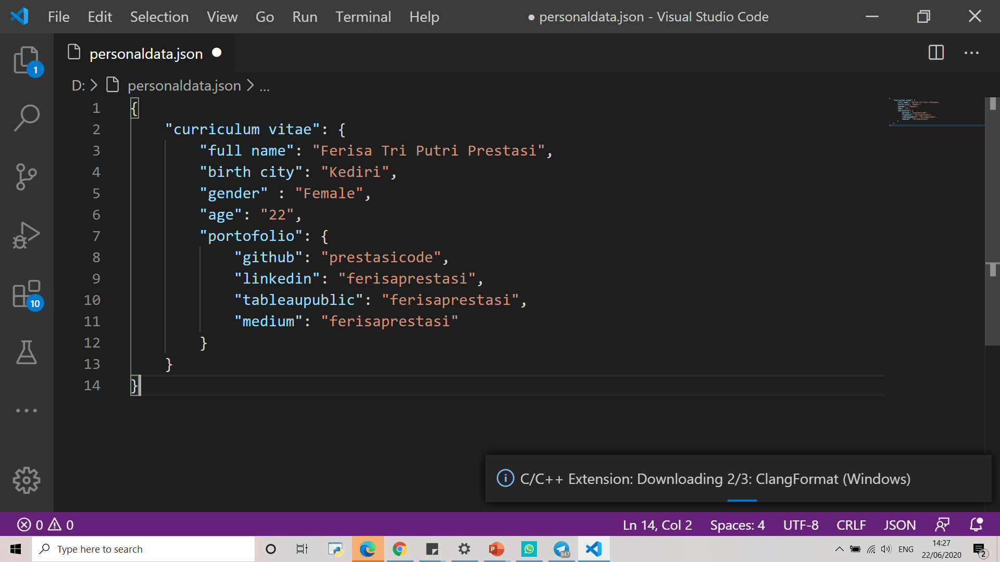 File Edit Selection View Go Run Terminal Help ● personaldata.json - Visual Studio Code
personaldata.json ●
D: > personaldata.json > ...
1 {
2 "curriculum vitae": {
3 "full name": "Ferisa Tri Putri Prestasi",
4 "birth city": "Kediri",
5 "gender" : "Female",
6 "age": "22",
7 "portofolio": {
8 "github": "prestasicode",
9 "linkedin": "ferisaprestasi",
10 "tableaupublic": "ferisaprestasi",
11 "medium": "ferisaprestasi"
12 }
13 }
14 }
1
10
C/C++ Extension: Downloading 2/3: ClangFormat (Windows)
0 0 Ln 14, Col 2 Spaces: 4 UTF-8 CRLF JSON
Type here to search
847
ENG
14:27
22/06/2020
2